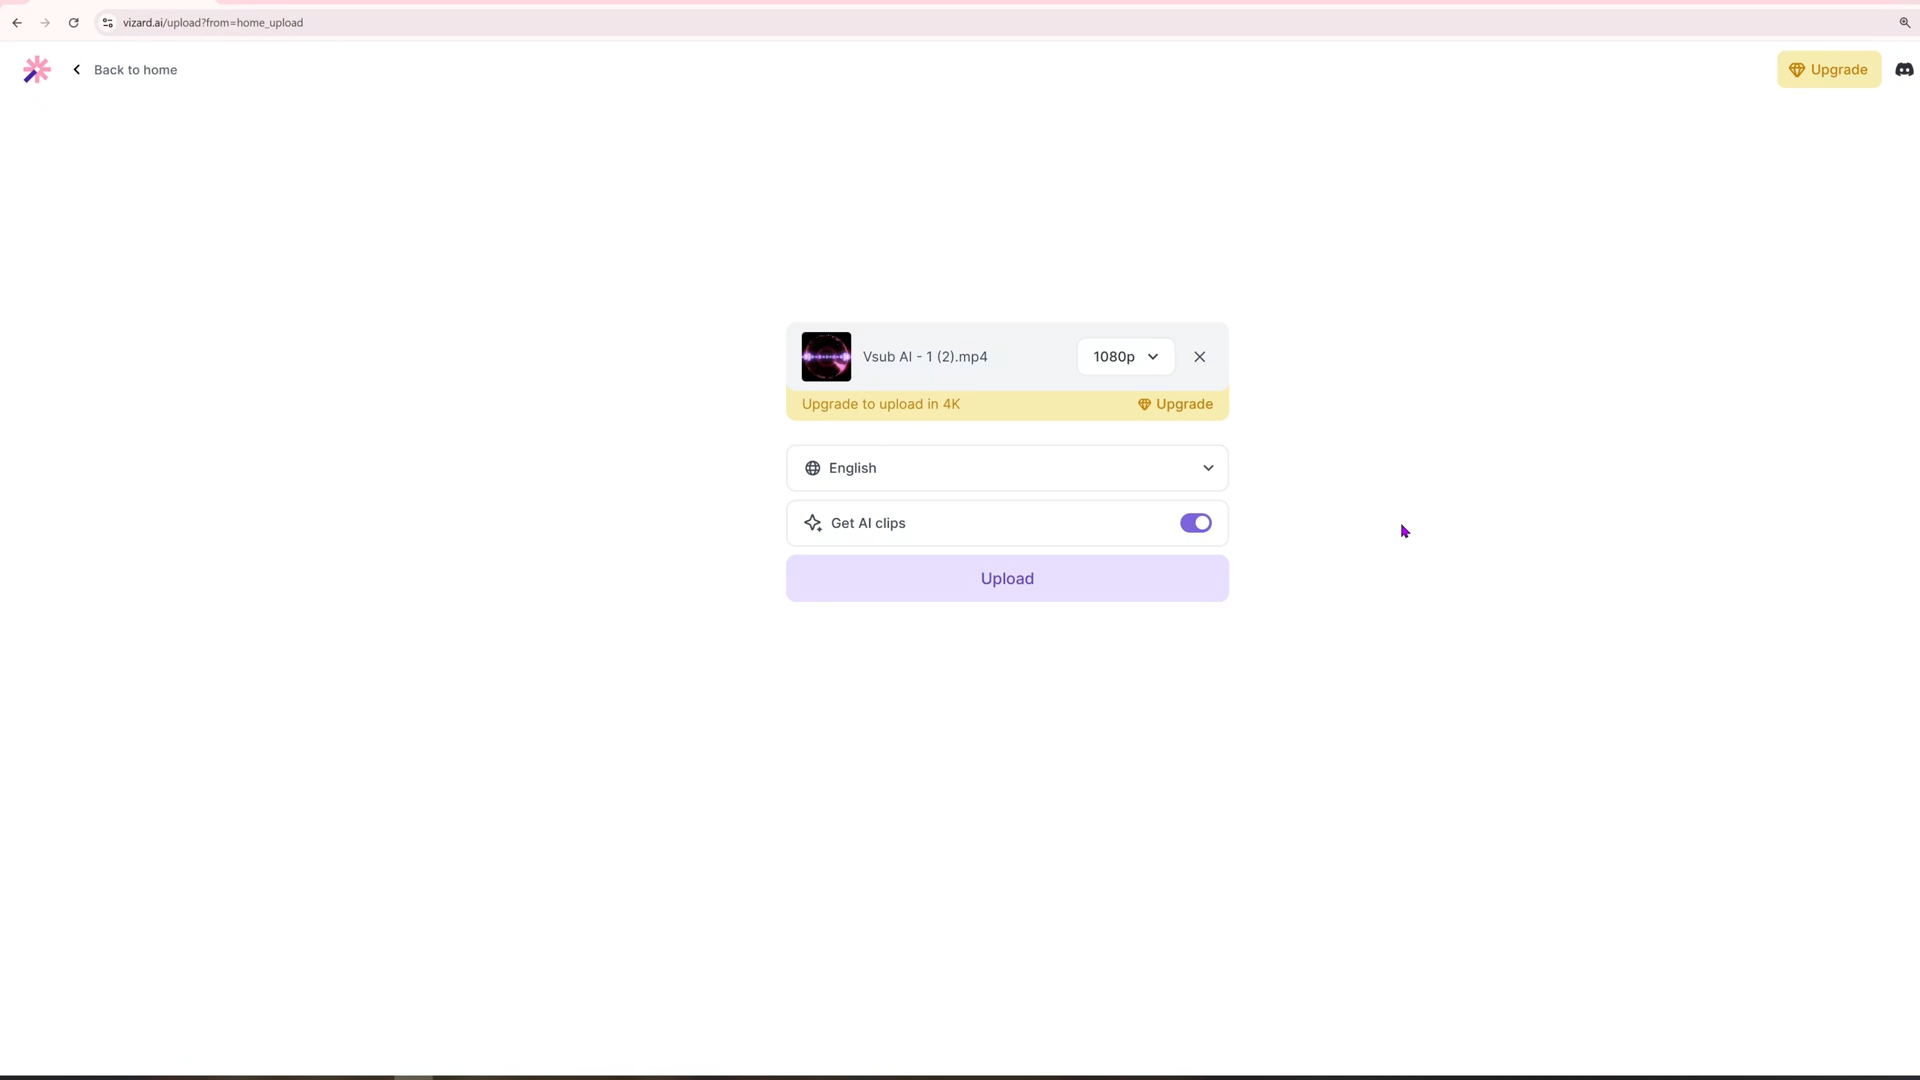 vizard.ai/upload?from=home_upload
Back to home
Upgrade
Vsub AI - 1 (2).mp4
1080p
Upgrade to upload in 4K
Upgrade
English
Get AI clips
Upload